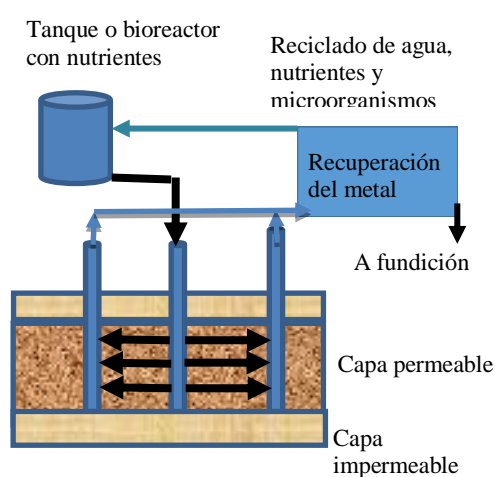 Tanque o bioreactor
con nutrientes
Reciclado de agua,
nutrientes y
microorganismos
Recuperación
del metal
A fundición
Capa permeable
Capa
impermeable